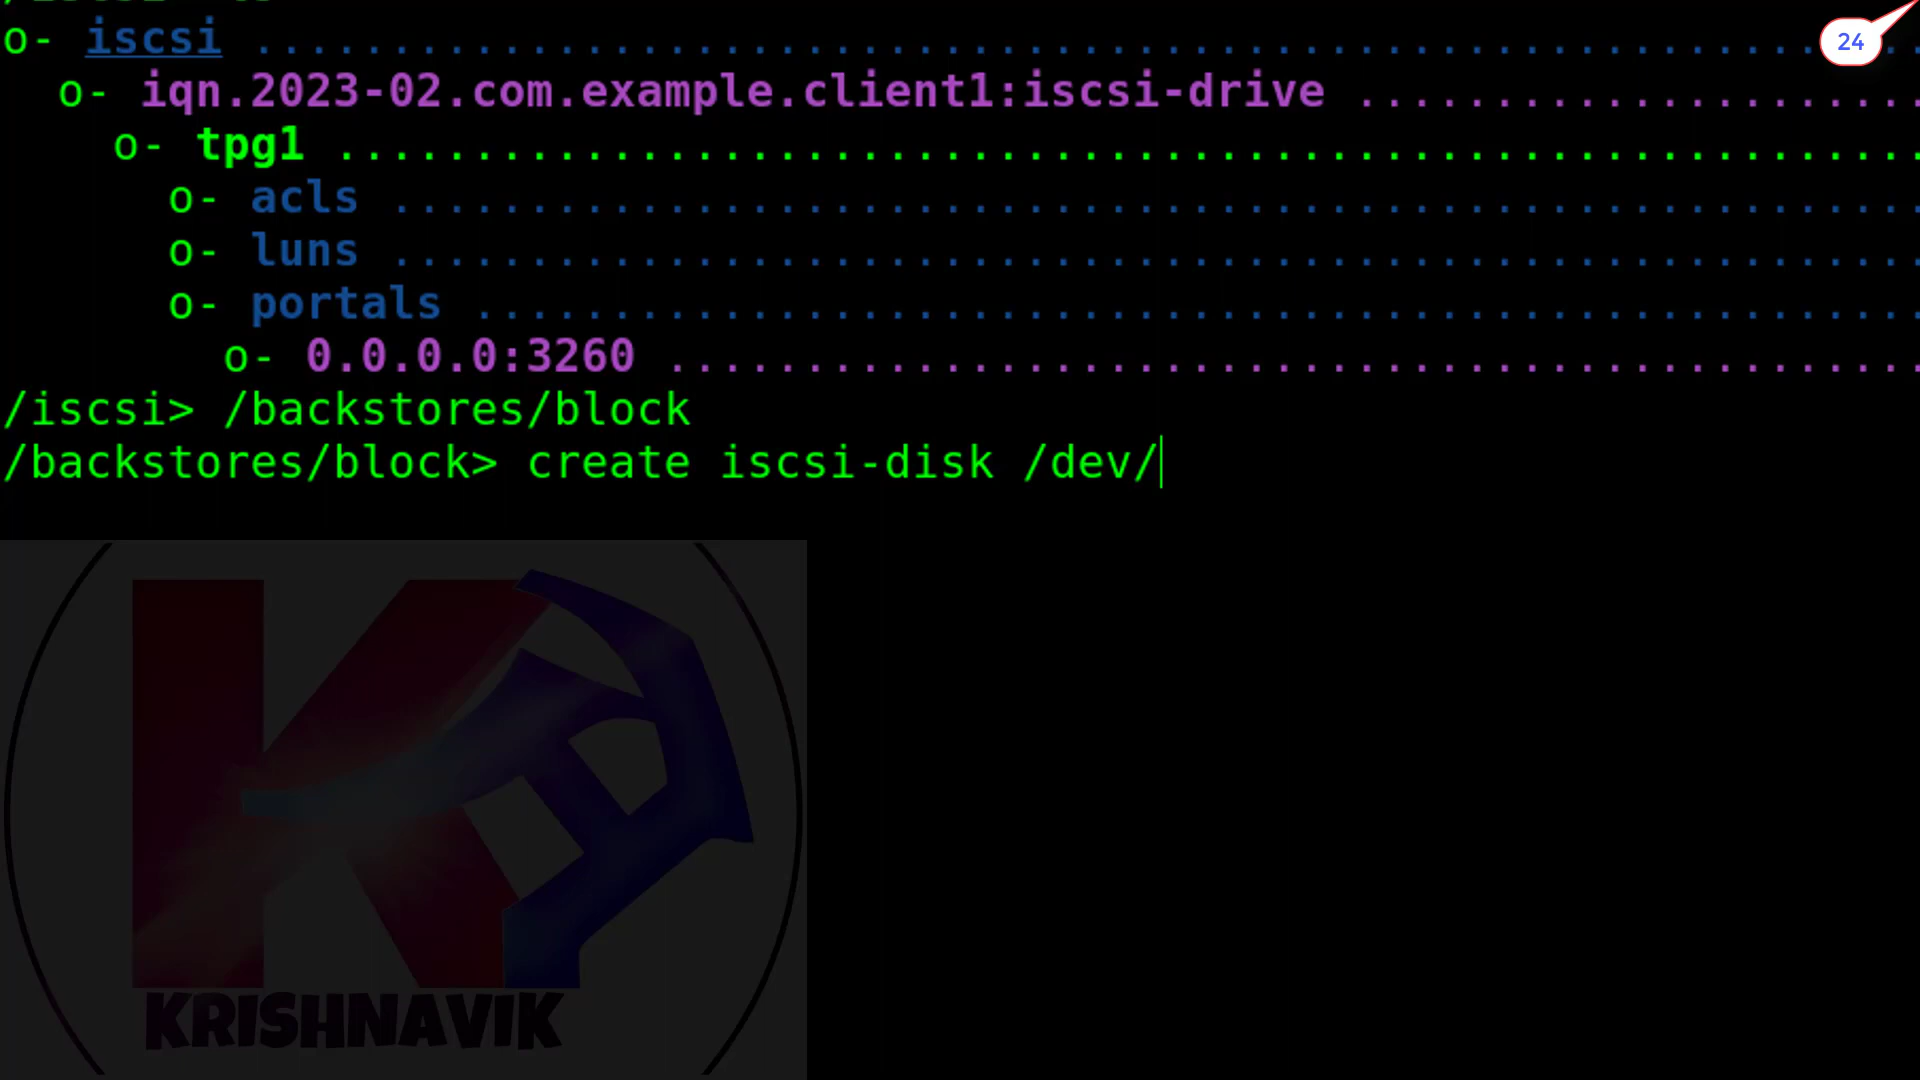 24
o- iscsi ........................................................
o- iqn.2023-02.com.example.client1:iscsi-drive .....................
o- tpg1 ..........................................................
o- acls ........................................................
o- luns ........................................................
o- portals .....................................................
o- 0.0.0.0:3260 ..............................................
/iscsi> /backstores/block
/backstores/block> create iscsi-disk /dev/
KRISHNAVIK